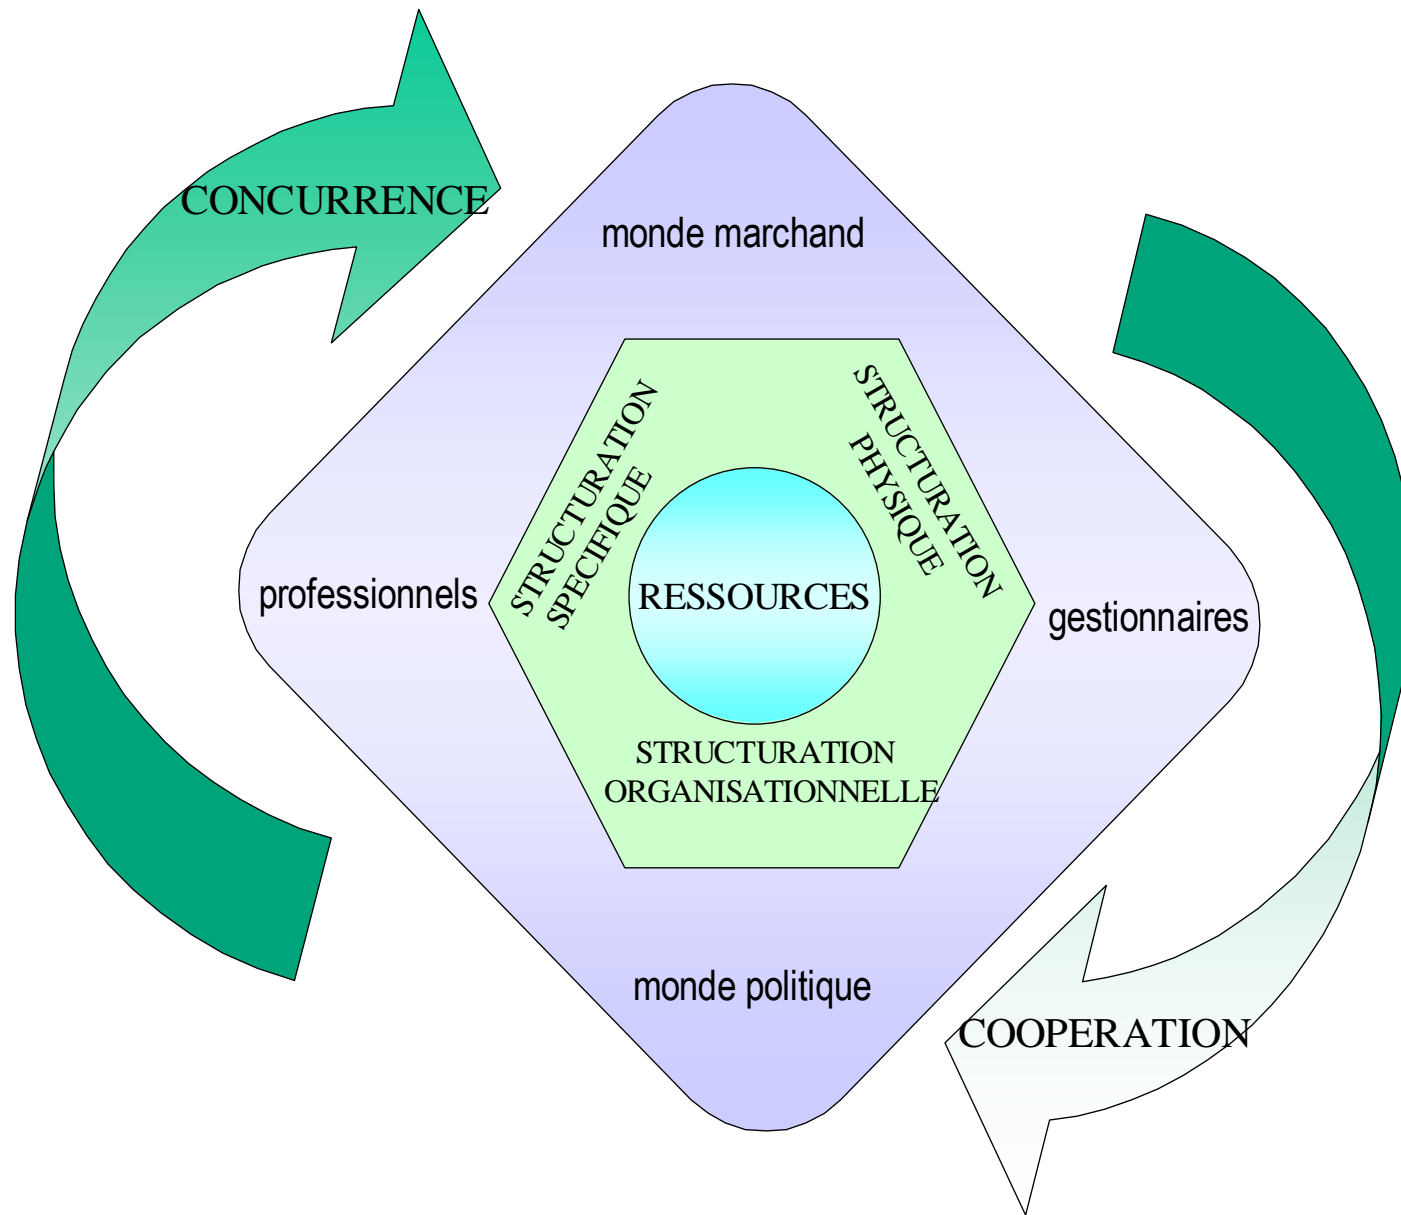 CONCURRENCE
monde marchand
STRUCTURATION
SPECIFIQUE
STRUCTURATION
PHYSIQUE
professionnels
RESSOURCES
gestionnaires
STRUCTURATION
ORGANISATIONNELLE
monde politique
COOPERATION